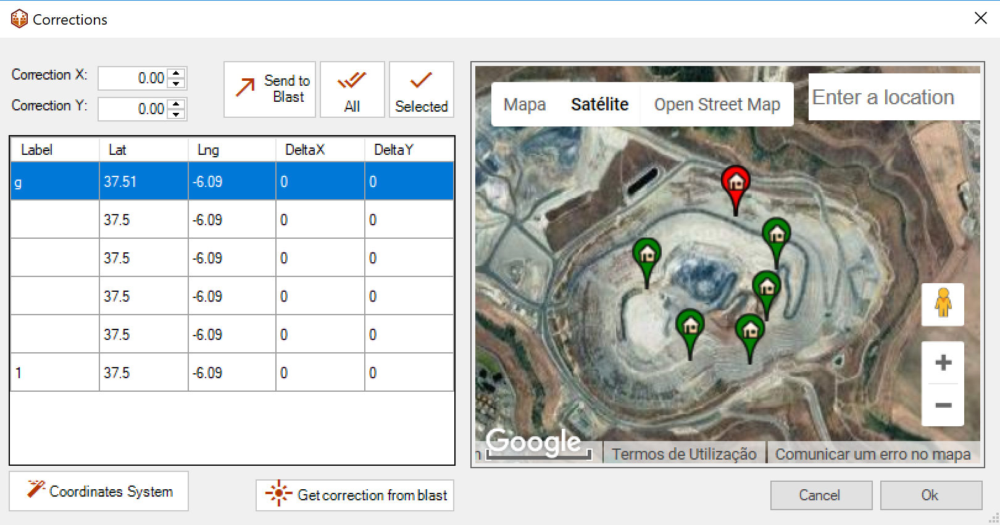 Corrections
Correction X:
0.00
Correction Y:
0.00
Send to
Blast
All
Selected
Label Lat Lng DeltaX DeltaY
g 37.51 -6.09 0 0
37.5 -6.09 0 0
37.5 -6.09 0 0
37.5 -6.09 0 0
37.5 -6.09 0 0
1 37.5 -6.09 0 0
Coordinates System
Get correction from blast
Mapa Satélite Open Street Map
Enter a location
Google
Termos de Utilização
Comunicar um erro no mapa
Cancel
Ok